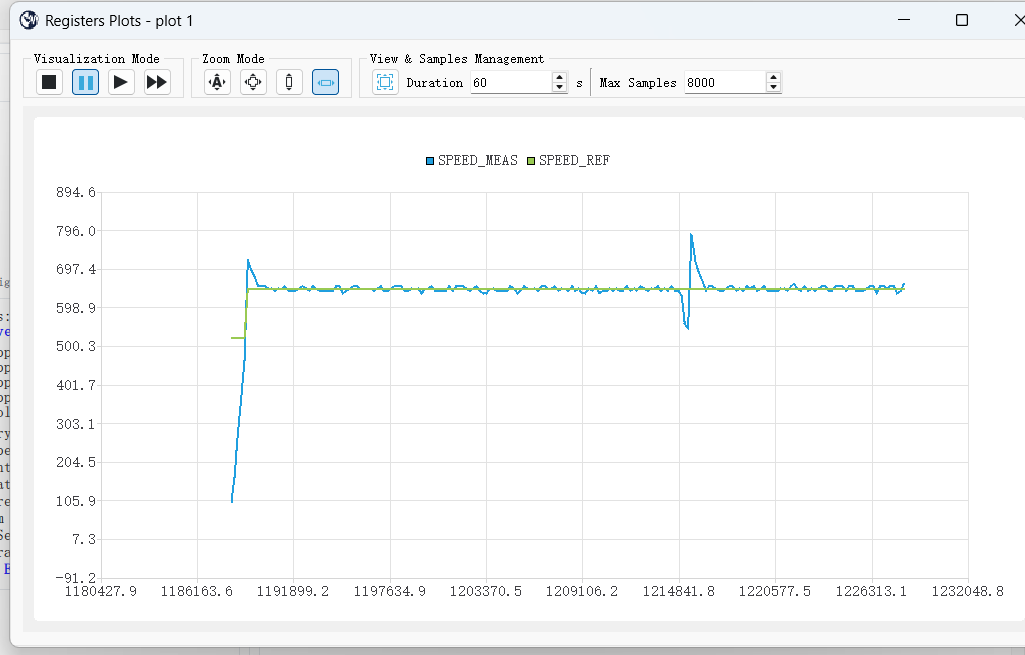 Registers Plots - plot 1
Visualization Mode Zoom Mode View & Samples Management
A Duration 60 s Max Samples 8000
SPEED_MEAS SPEED_REF
894.6
796.0
697.4
598.9
500.3
401.7
303.1
204.5
105.9
7.3
-91.2
1180427.9 1186163.6 1191899.2 1197634.9 1203370.5 1209106.2 1214841.8 1220577.5 1226313.1 1232048.8